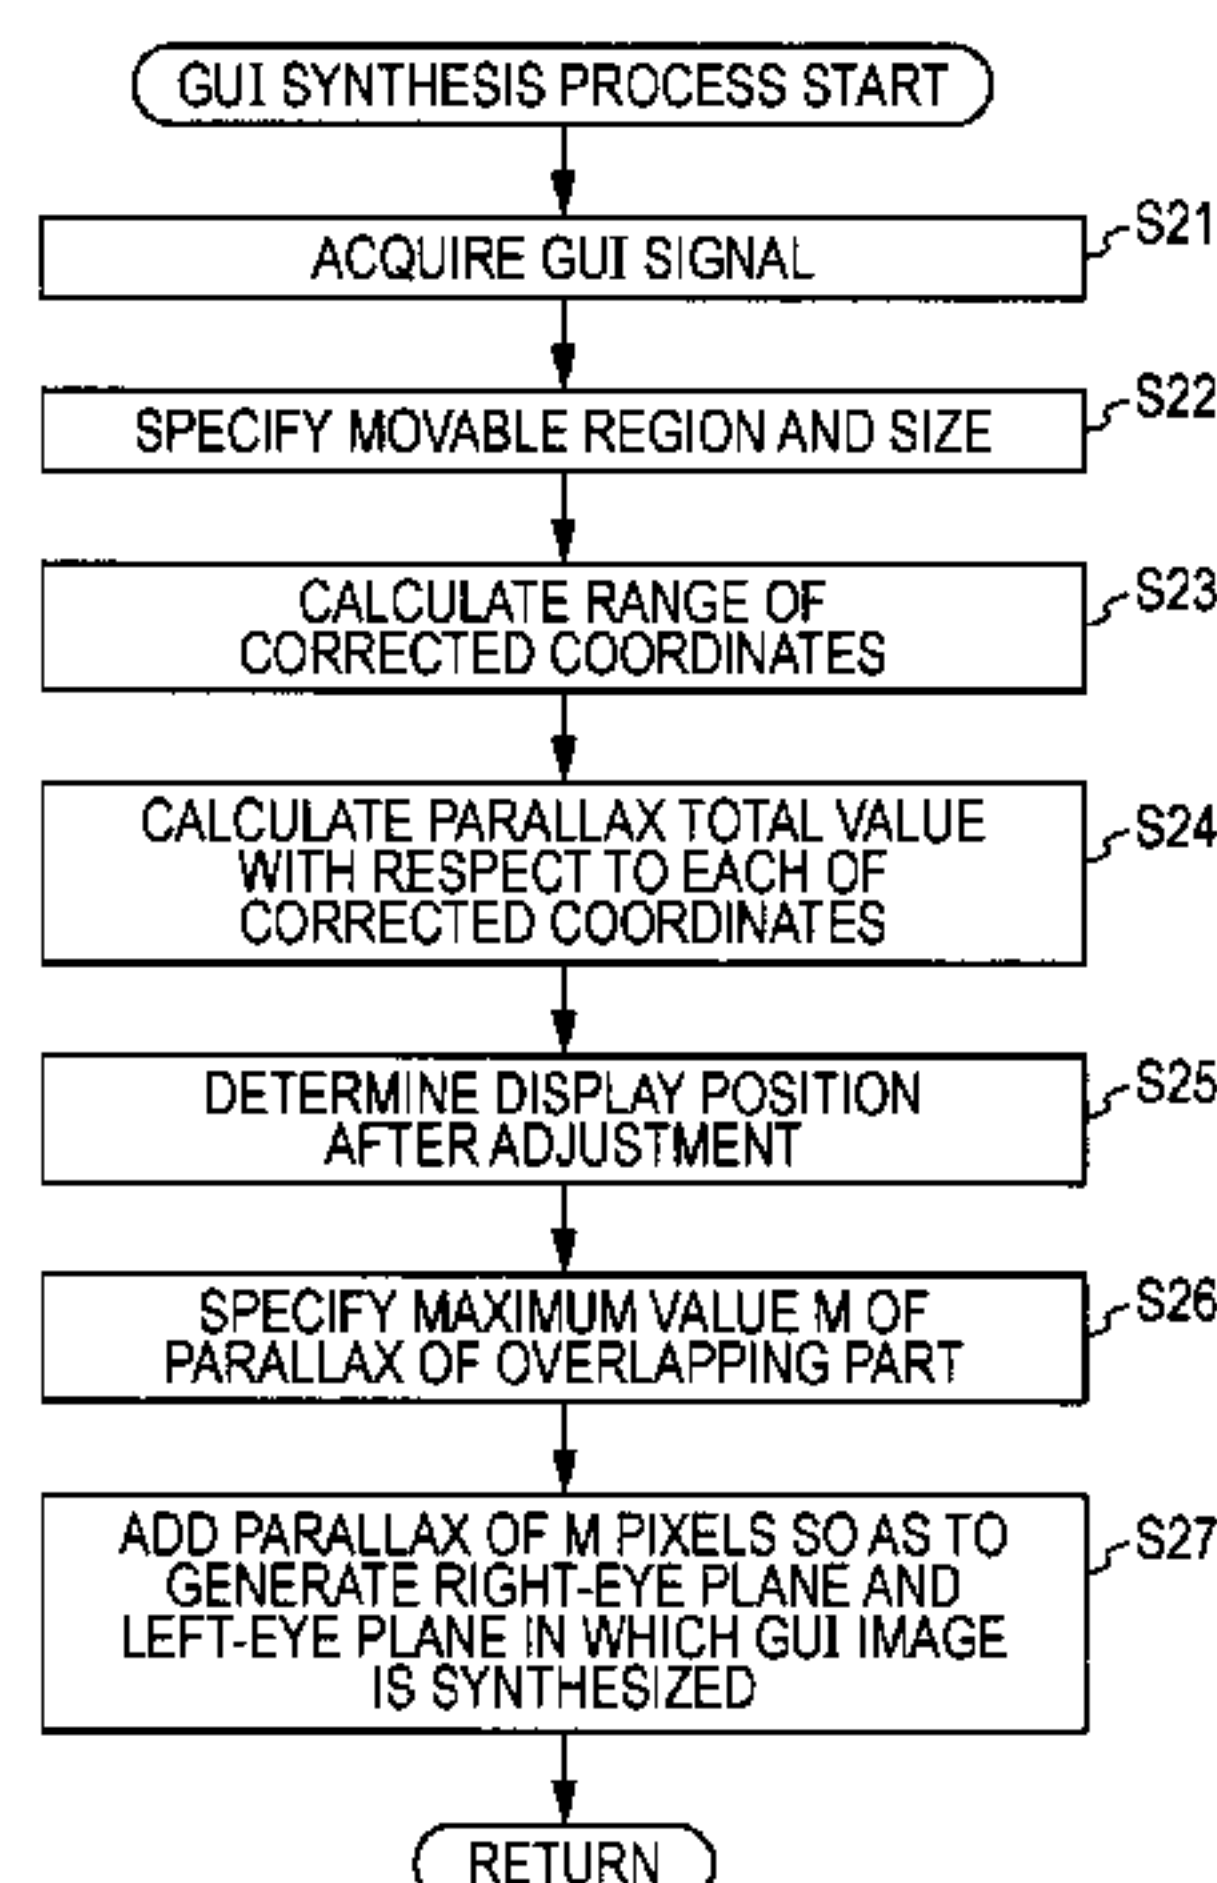 GUI SYNTHESIS PROCESS START
S21
ACQUIRE GUI SIGNAL
S22
SPECIFY MOVABLE REGION AND SIZE
S23
CALCULATE RANGE OF
CORRECTED COORDINATES
S24
CALCULATE PARALLAX TOTAL VALUE
WITH RESPECT TO EACH OF
CORRECTED COORDINATES
S25
DETERMINE DISPLAY POSITION
AFTER ADJUSTMENT
S26
SPECIFY MAXIMUM VALUE M OF
PARALLAX OF OVERLAPPING PART
S27
ADD PARALLAX OF M PIXELS SO AS TO
GENERATE RIGHT-EYE PLANE AND
LEFT-EYE PLANE IN WHICH GUI IMAGE
IS SYNTHESIZED
RETURN